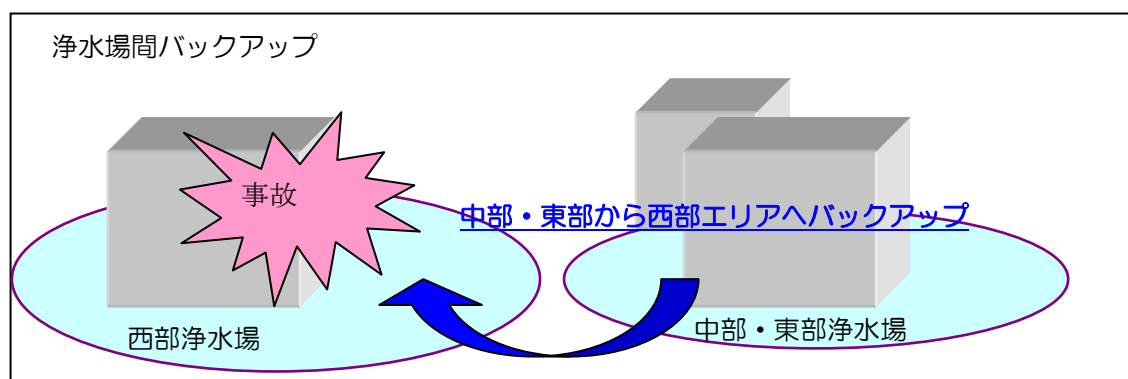 浄水場間バックアップ
事故
中部・東部から西部エリアへバックアップ
西部浄水場
中部・東部浄水場